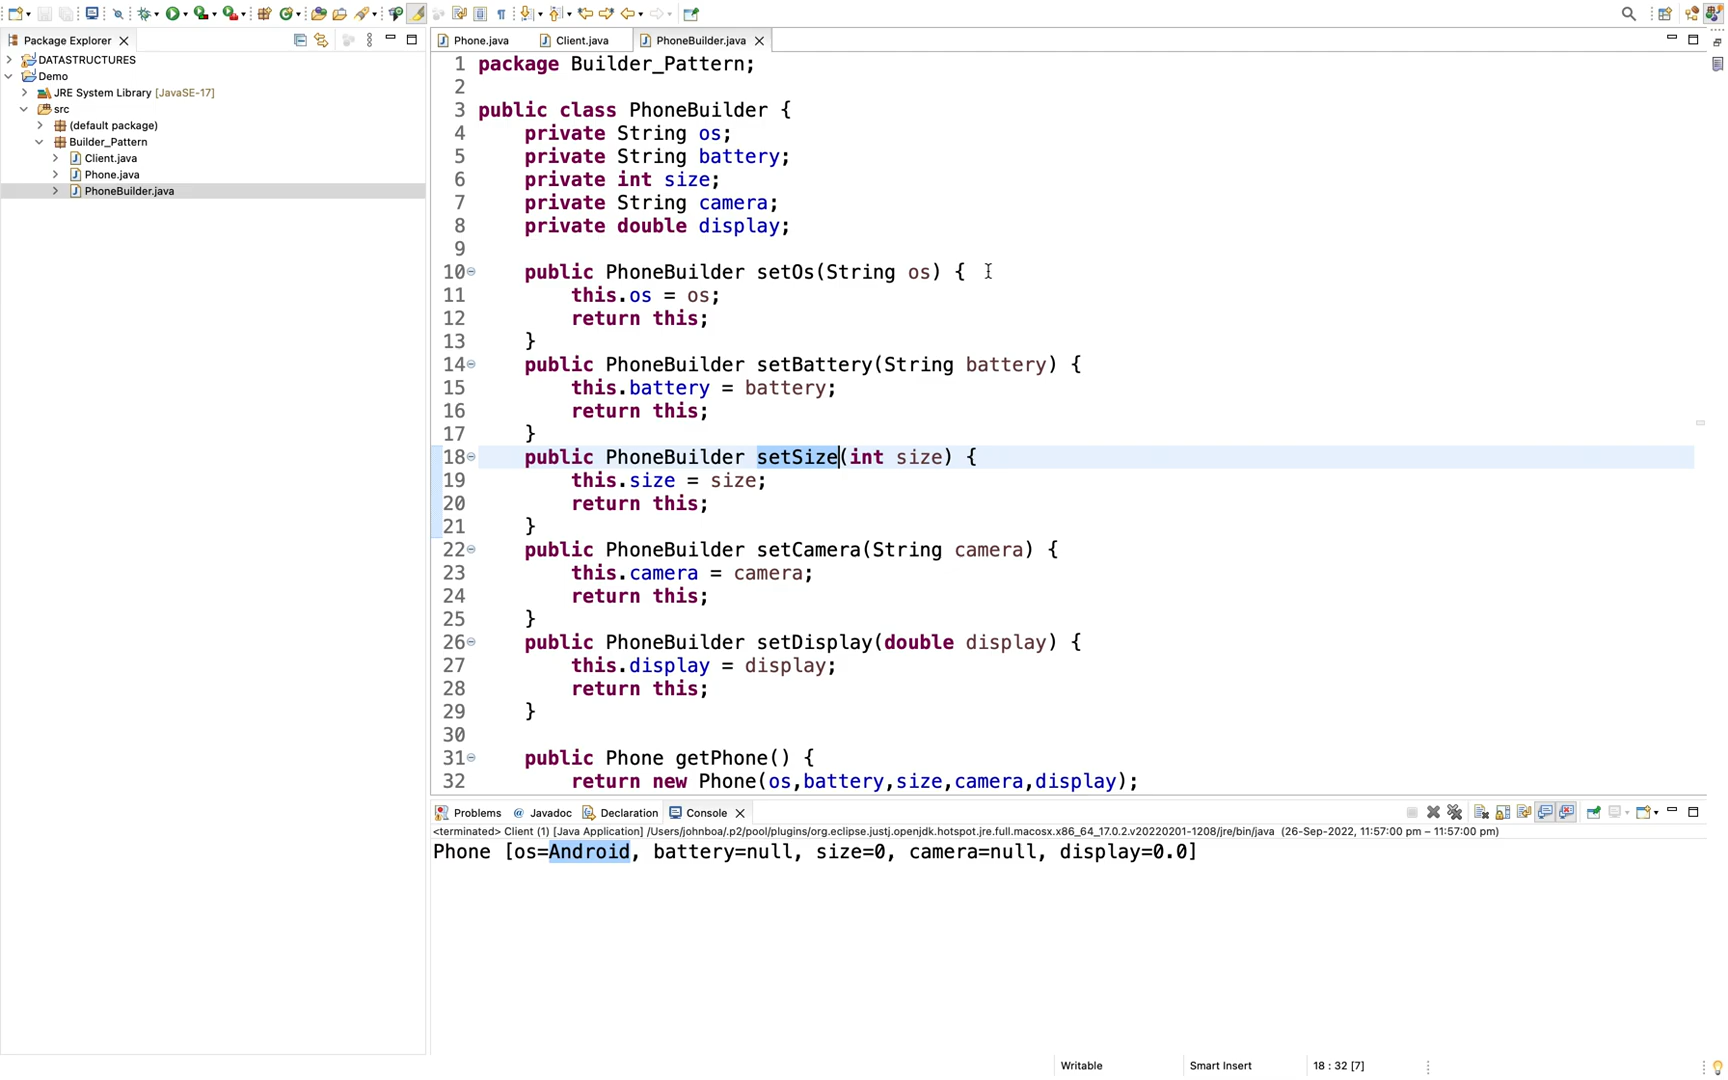 Package Explorer
DATASTRUCTURES
Demo
JRE System Library [JavaSE-17]
src
(default package)
Builder_Pattern
Client.java
Phone.java
PhoneBuilder.java
Phone.java Client.java PhoneBuilder.java
1 package Builder_Pattern;
2
3 public class PhoneBuilder {
4 private String os;
5 private String battery;
6 private int size;
7 private String camera;
8 private double display;
9
10 public PhoneBuilder setOs(String os) {
11 this.os = os;
12 return this;
13 }
14 public PhoneBuilder setBattery(String battery) {
15 this.battery = battery;
16 return this;
17 }
18 public PhoneBuilder setSize(int size) {
19 this.size = size;
20 return this;
21 }
22 public PhoneBuilder setCamera(String camera) {
23 this.camera = camera;
24 return this;
25 }
26 public PhoneBuilder setDisplay(double display) {
27 this.display = display;
28 return this;
29 }
30
31 public Phone getPhone() {
32 return new Phone(os,battery,size,camera,display);
Problems @ Javadoc Declaration Console
<terminated> Client (1) [Java Application] /Users/johnboa/.p2/pool/plugins/org.eclipse.justj.openjdk.hotspot.jre.full.macosx.x86_64_17.0.2.v20220201-1208/jre/bin/java (26-Sep-2022, 11:57:00 pm – 11:57:00 pm)
Phone [os=Android, battery=null, size=0, camera=null, display=0.0]
Writable Smart Insert 18 : 32 [7]